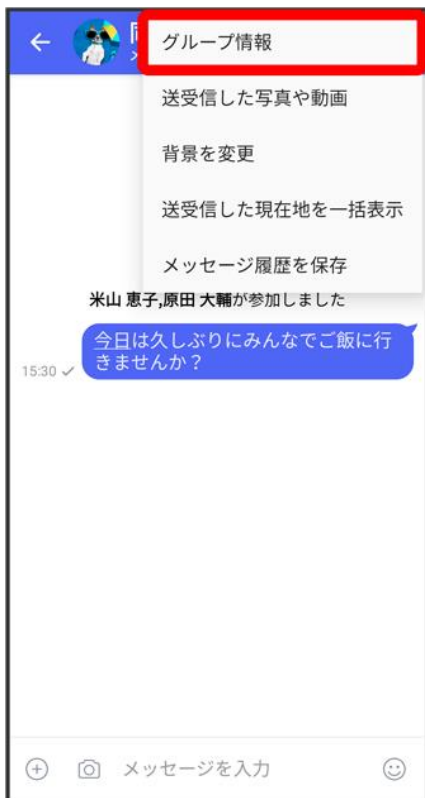 グループ情報
送受信した写真や動画
背景を変更
送受信した現在地を一括表示
メッセージ履歴を保存
米山 恵子,原田 大輔が参加しました
今日は久しぶりにみんなでご飯に行
きませんか？
15:30
メッセージを入力